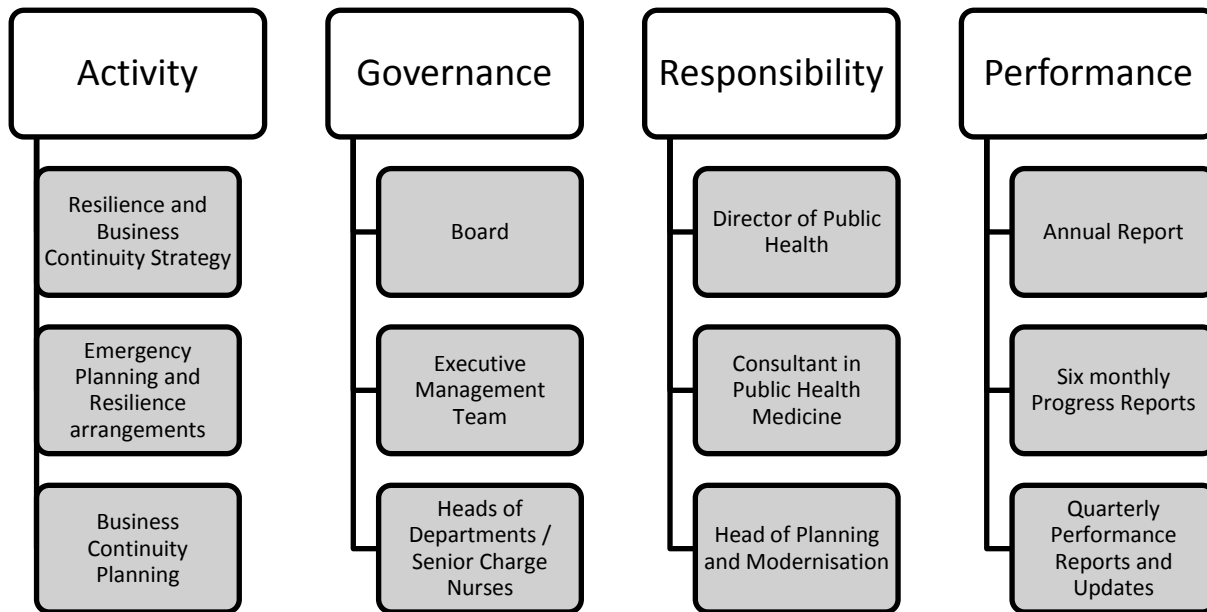 Activity
Governance
Responsibility
Performance
Resilience and
Business
Continuity Strategy
Board
Director of Public
Health
Annual Report
Emergency
Planning and
Resilience
arrangements
Executive
Management
Team
Consultant in
Public Health
Medicine
Six monthly
Progress Reports
Business
Continuity
Planning
Heads of
Departments /
Senior Charge
Nurses
Head of Planning
and Modernisation
Quarterly
Performance
Reports and
Updates